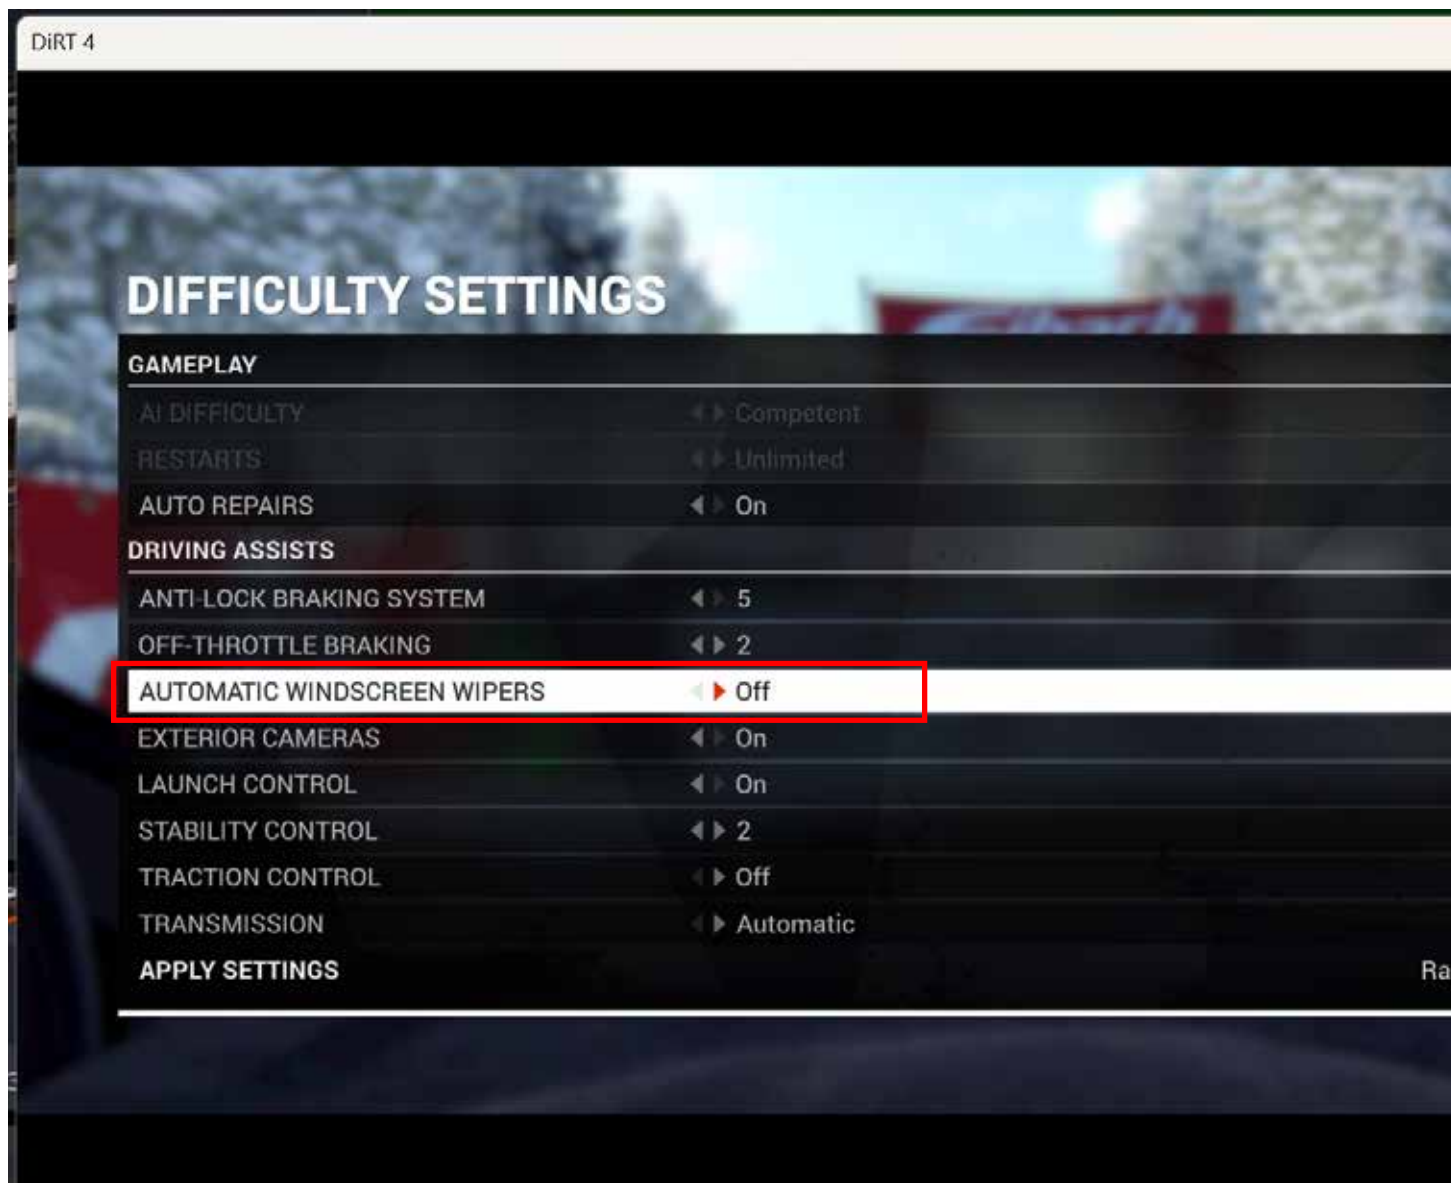 DiRT 4
DIFFICULTY SETTINGS
GAMEPLAY
AI DIFFICULTY Competent
RESTARTS Unlimited
AUTO REPAIRS On
DRIVING ASSISTS
ANTI-LOCK BRAKING SYSTEM 5
OFF-THROTTLE BRAKING 2
AUTOMATIC WINDSCREEN WIPERS Off
EXTERIOR CAMERAS On
LAUNCH CONTROL On
STABILITY CONTROL 2
TRACTION CONTROL Off
TRANSMISSION Automatic
APPLY SETTINGS Ra